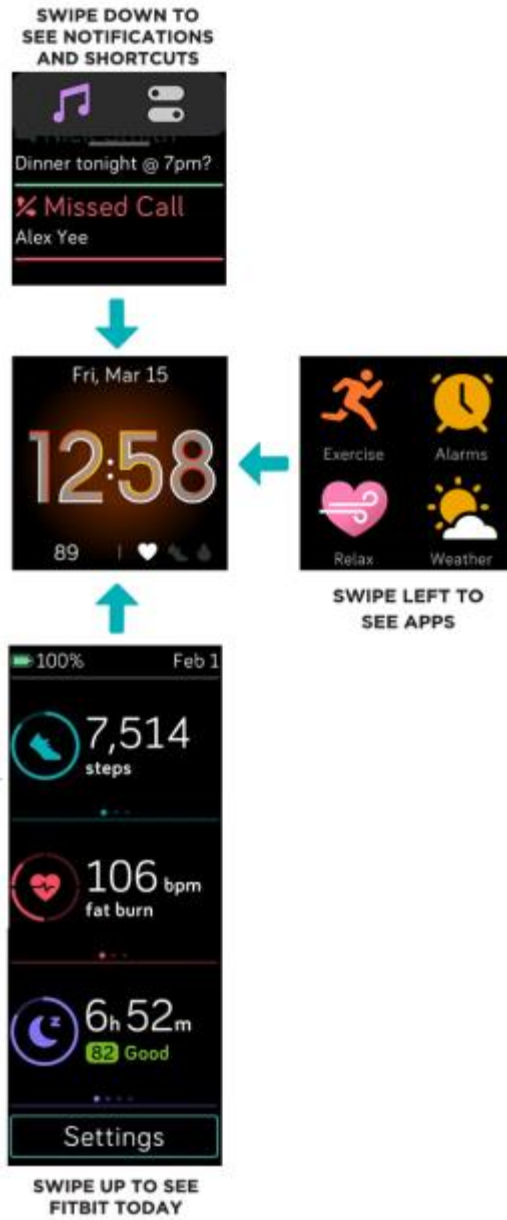 SWIPE DOWN TO
SEE NOTIFICATIONS
AND SHORTCUTS
Dinner tonight @ 7pm?
Missed Call
Alex Yee
Fri, Mar 15
12:58
89
Exercise
Alarms
Relax
Weather
SWIPE LEFT TO
SEE APPS
100%
Feb 1
7,514
steps
106 bpm
fat burn
6h 52m
82 Good
Settings
SWIPE UP TO SEE
FITBIT TODAY